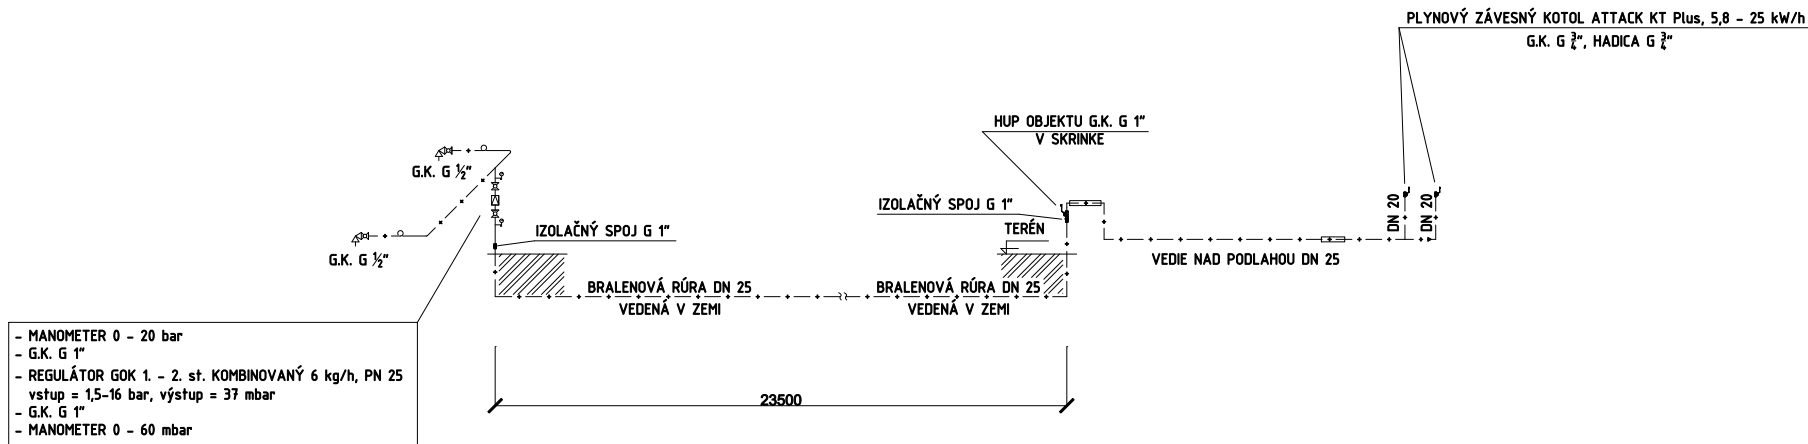 PLYNOVÝ ZÁVESNÝ KOTOL ATTACK KT Plus, 5,8 - 25 kW/h
G.K. G 3/4", HADICA G 3/4"
HUP OBJEKTU G.K. G 1"
V SKRINKE
G.K. G 1/2"
IZOLAČNÝ SPOJ G 1"
DN 20
DN 20
IZOLAČNÝ SPOJ G 1"
TERÉN
G.K. G 1/2"
VEDIE NAD PODLAHOU DN 25
BRALENOVÁ RÚRA DN 25
VEDENÁ V ZEMI
BRALENOVÁ RÚRA DN 25
VEDENÁ V ZEMI
- MANOMETER 0 - 20 bar
- G.K. G 1"
- REGULÁTOR GOK 1. - 2. st. KOMBINOVANÝ 6 kg/h, PN 25
vstup = 1,5-16 bar, výstup = 37 mbar
- G.K. G 1"
- MANOMETER 0 - 60 mbar
23500